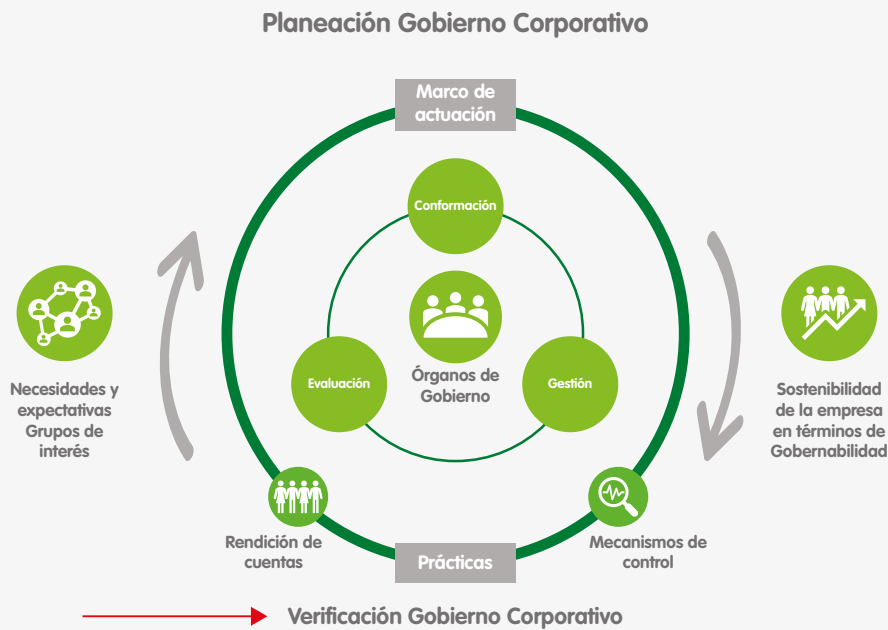 Planeación Gobierno Corporativo
Marco de
actuación
Conformación
Evaluación
Órganos de
Gobierno
Gestión
Necesidades y
expectativas
Grupos de
interés
Sostenibilidad
de la empresa
en términos de
Gobernabilidad
Rendición de
cuentas
Prácticas
Mecanismos de
control
Verificación Gobierno Corporativo